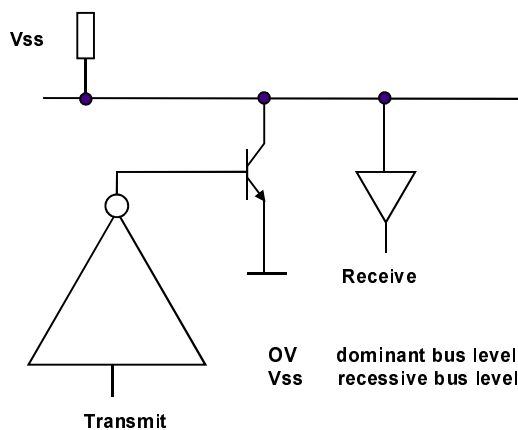 Vss
Receive
OV dominant bus level
Vss recessive bus level
Transmit